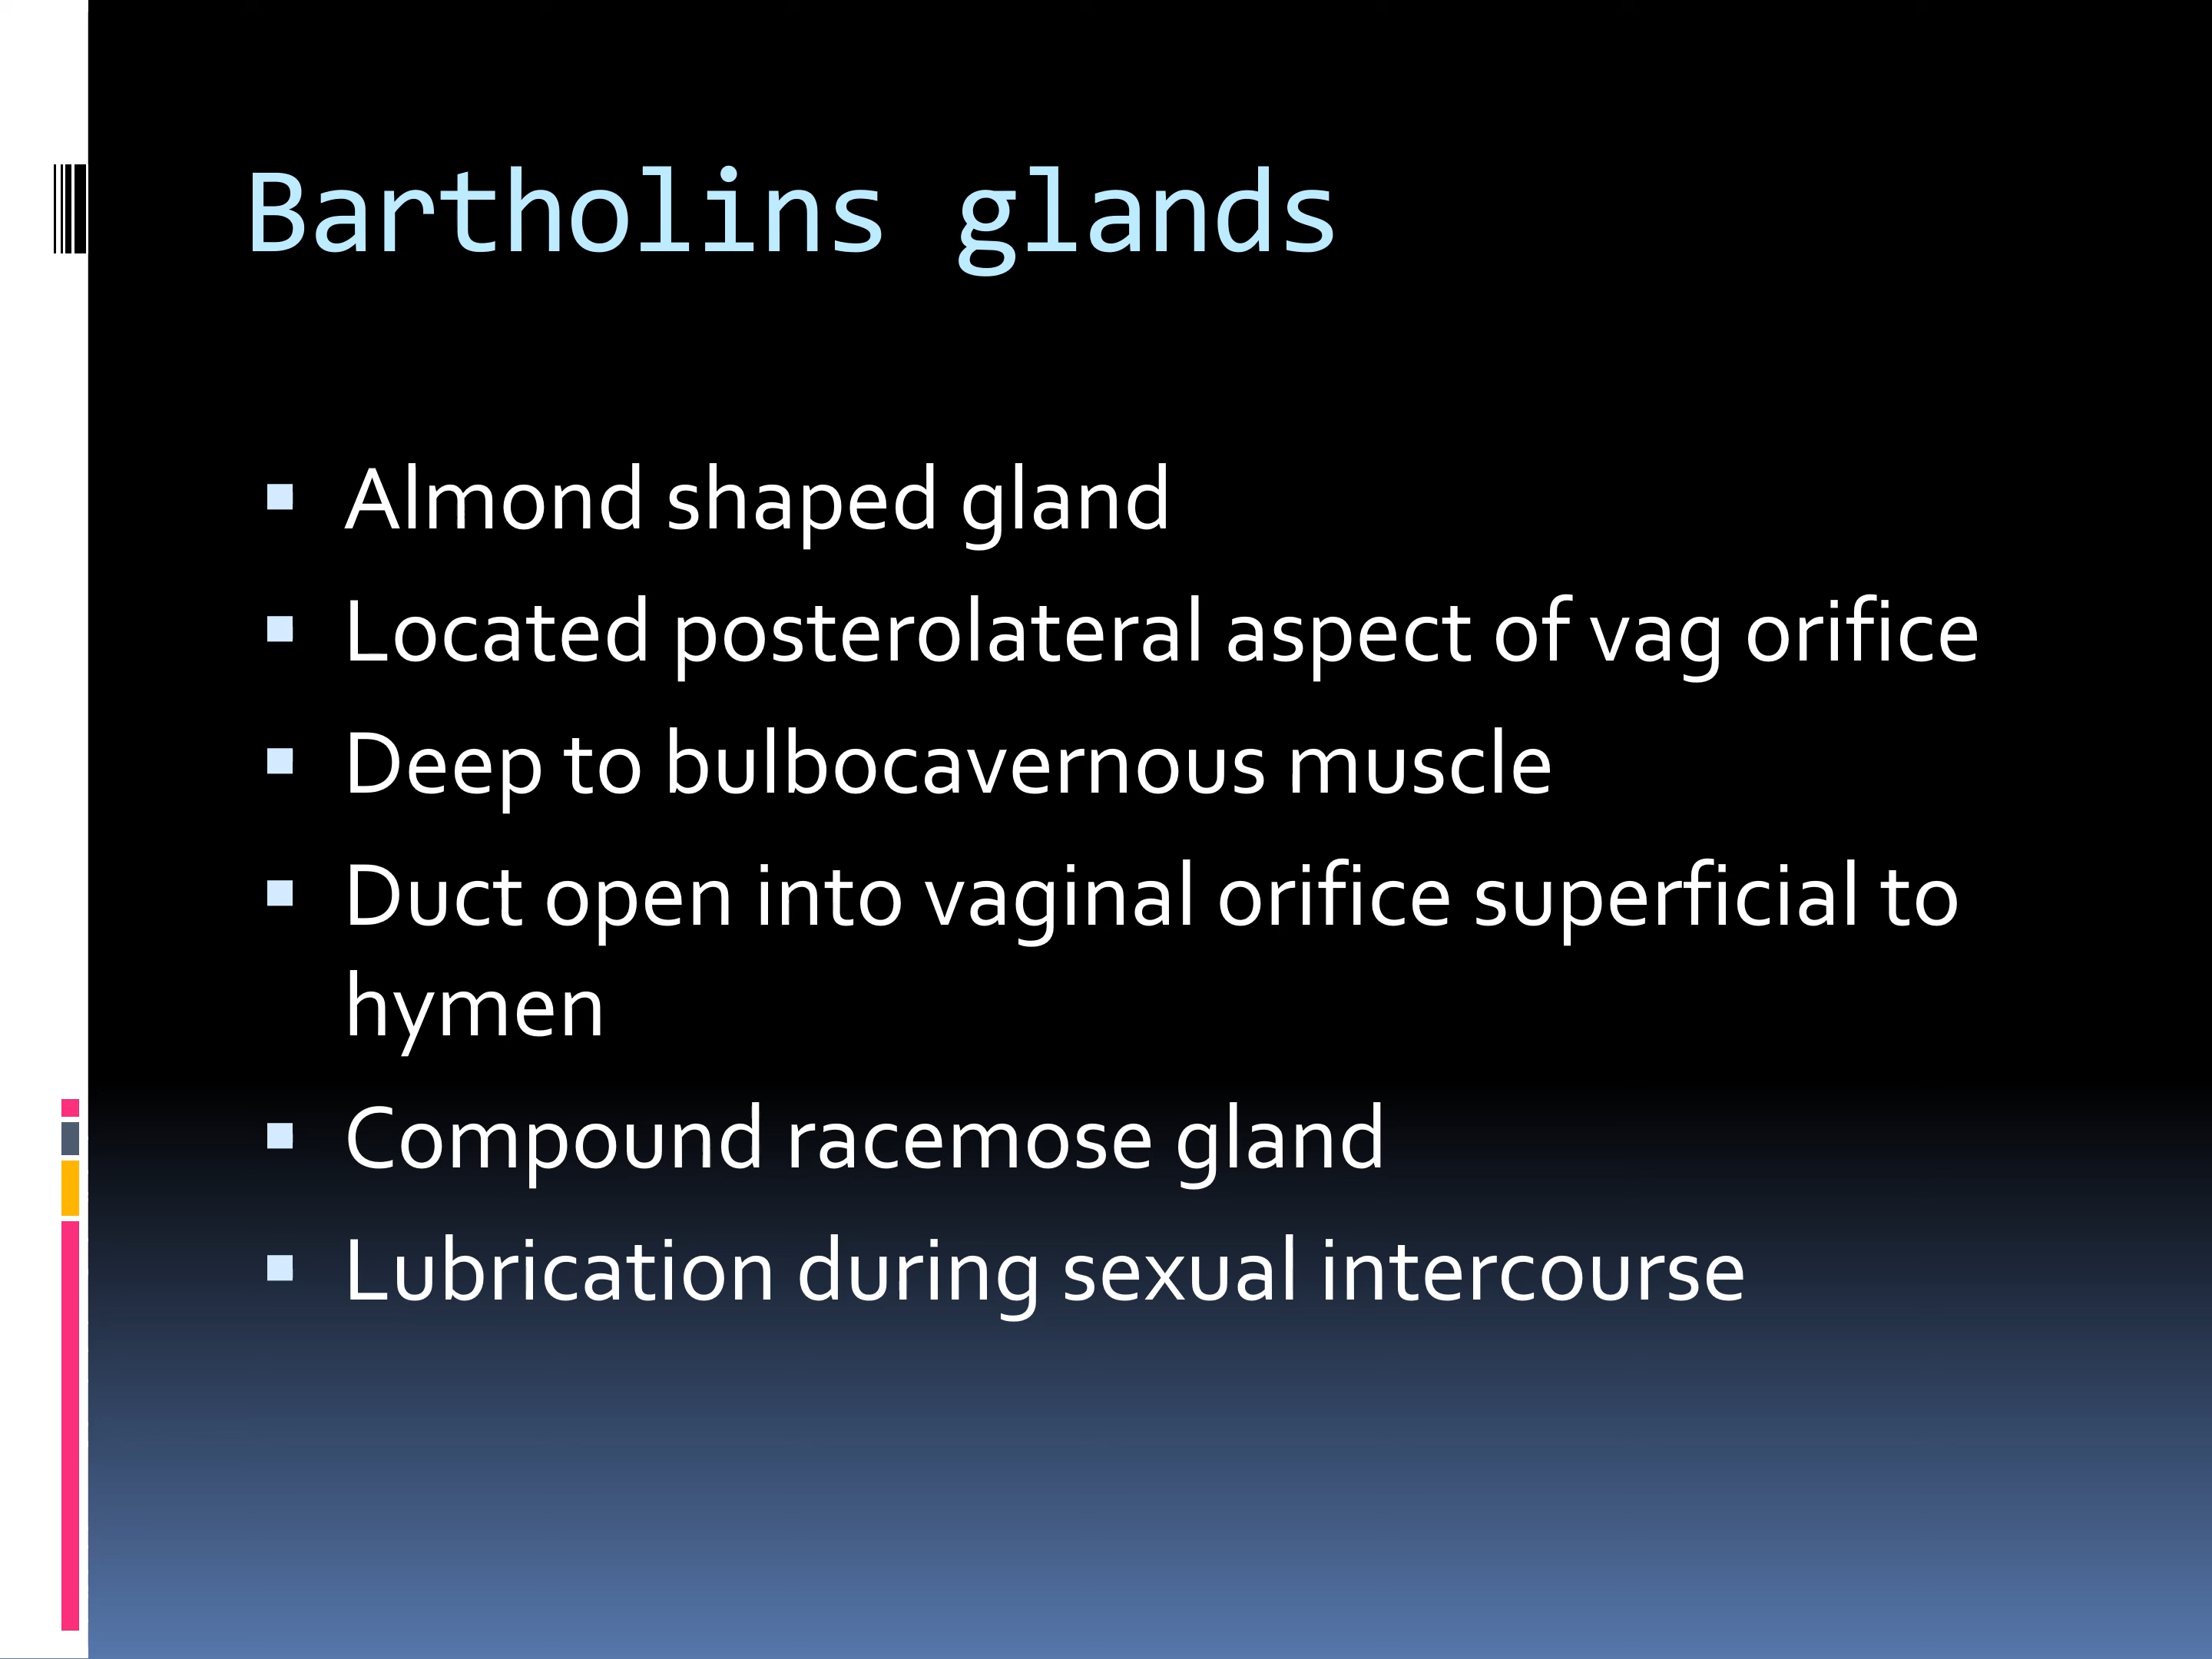 Bartholins glands
Almond shaped gland
Located posterolateral aspect of vag orifice
Deep to bulbocavernous muscle
Duct open into vaginal orifice superficial to
hymen
Compound racemose gland
Lubrication during sexual intercourse